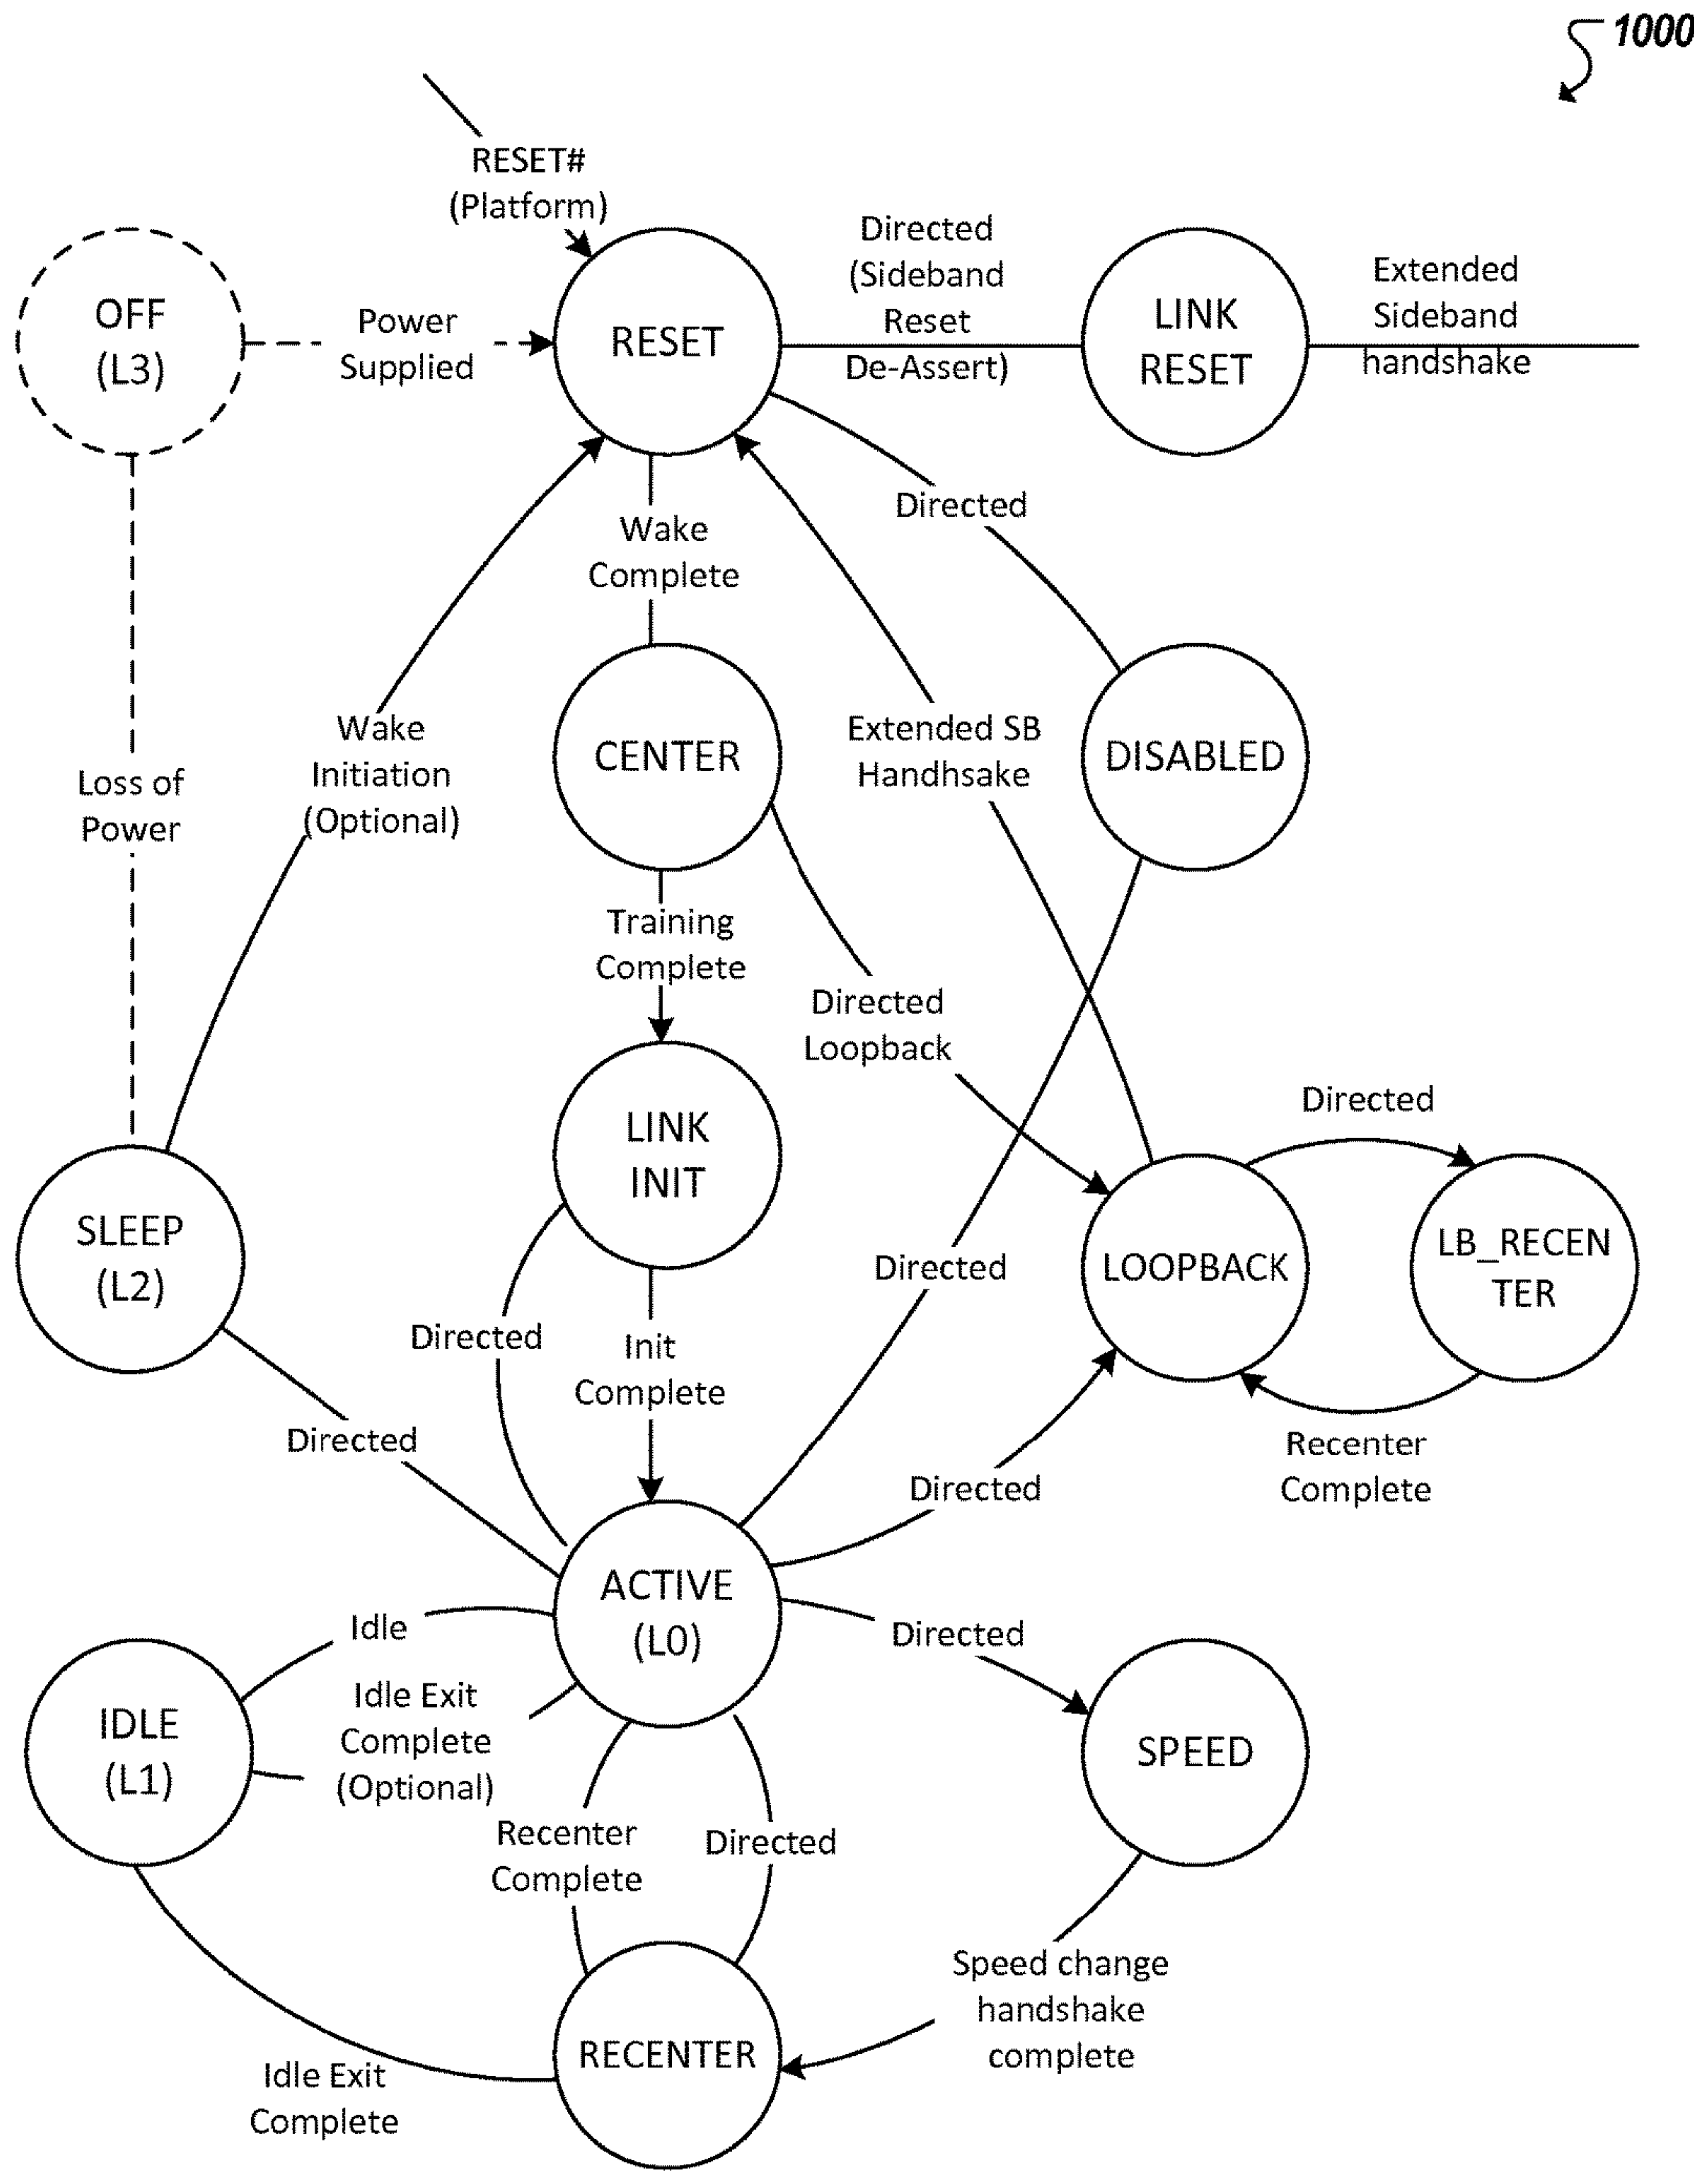 1000
RESET#
(Platform)
OFF
(L3)
Power
Supplied
RESET
Directed
(Sideband
Reset
De-Assert)
LINK
RESET
Extended
Sideband
handshake
Wake
Complete
Directed
Loss of
Power
Wake
Initiation
(Optional)
CENTER
Extended SB
Handhsake
DISABLED
Training
Complete
Directed
Loopback
LINK
INIT
Directed
SLEEP
(L2)
Directed
LOOPBACK
LB_RECEN
TER
Directed
Init
Complete
Directed
Directed
Recenter
Complete
ACTIVE
(L0)
Idle
Idle Exit
Complete
(Optional)
IDLE
(L1)
Directed
SPEED
Recenter
Complete
Directed
Speed change
handshake
complete
RECENTER
Idle Exit
Complete